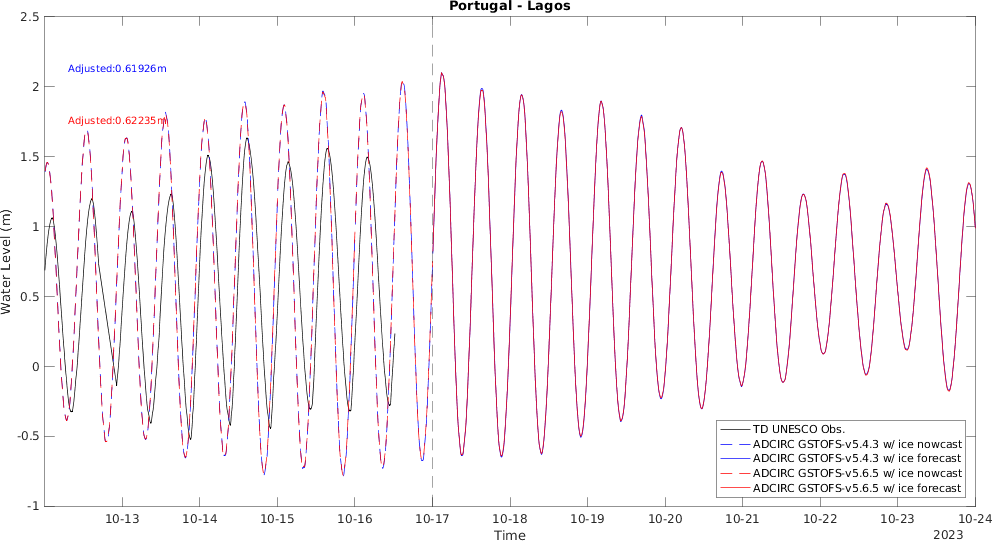 Portugal - Lagos
2.5
2
1.5
1
0.5
0
-0.5
-1
Water Level (m)
Adjusted:0.61926m
Adjusted:0.62235m
TD UNESCO Obs.
ADCIRC GSTOFS-v5.4.3 w/ ice nowcast
ADCIRC GSTOFS-v5.4.3 w/ ice forecast
ADCIRC GSTOFS-v5.6.5 w/ ice nowcast
ADCIRC GSTOFS-v5.6.5 w/ ice forecast
10-13 10-14 10-15 10-16 10-17 10-18 10-19 10-20 10-21 10-22 10-23 10-24
Time
2023